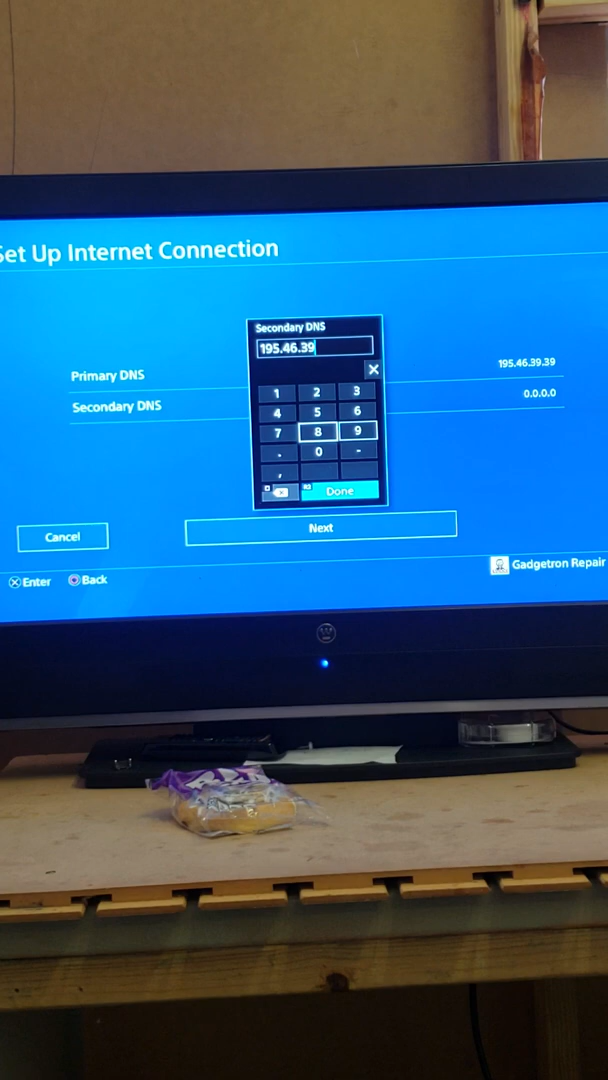 Set Up Internet Connection
Secondary DNS
195.46.39
Primary DNS
195.46.39.39
Secondary DNS
0.0.0.0
1 2 3
4 5 6
7 8 9
. 0 -
,
R2 Done
Cancel
Next
Enter Back
Gadgetron Repair